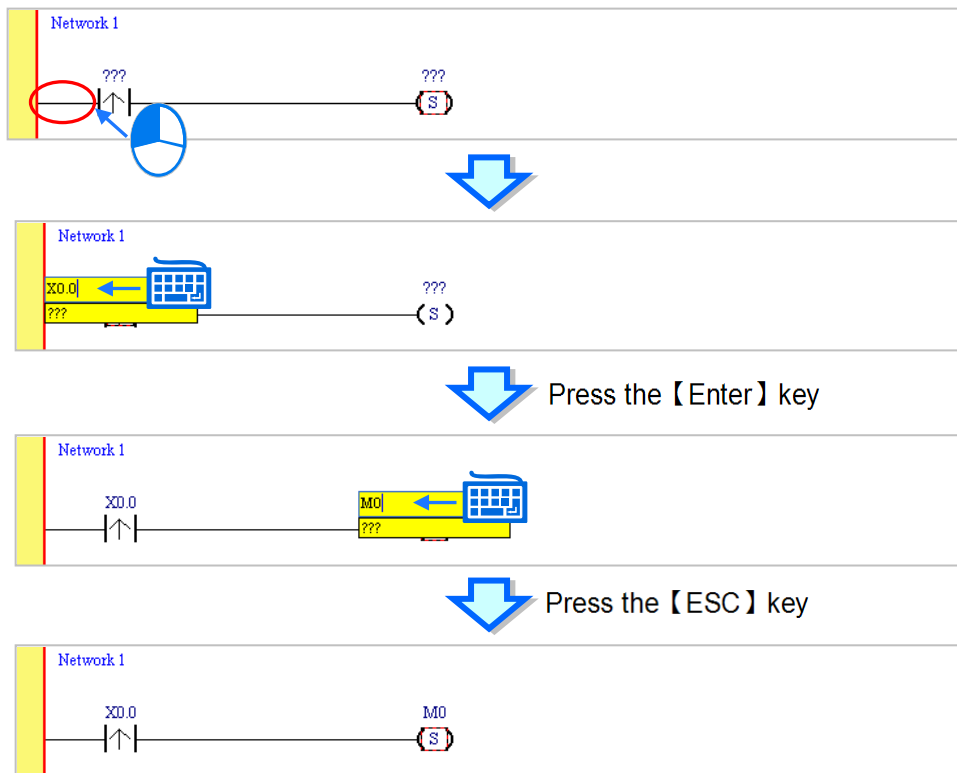 Network 1
??? ???
S
Network 1
X0.0 ???
??? S
Press the【Enter】key
Network 1
X0.0 M0
???
Press the【ESC】key
Network 1
X0.0 M0
S